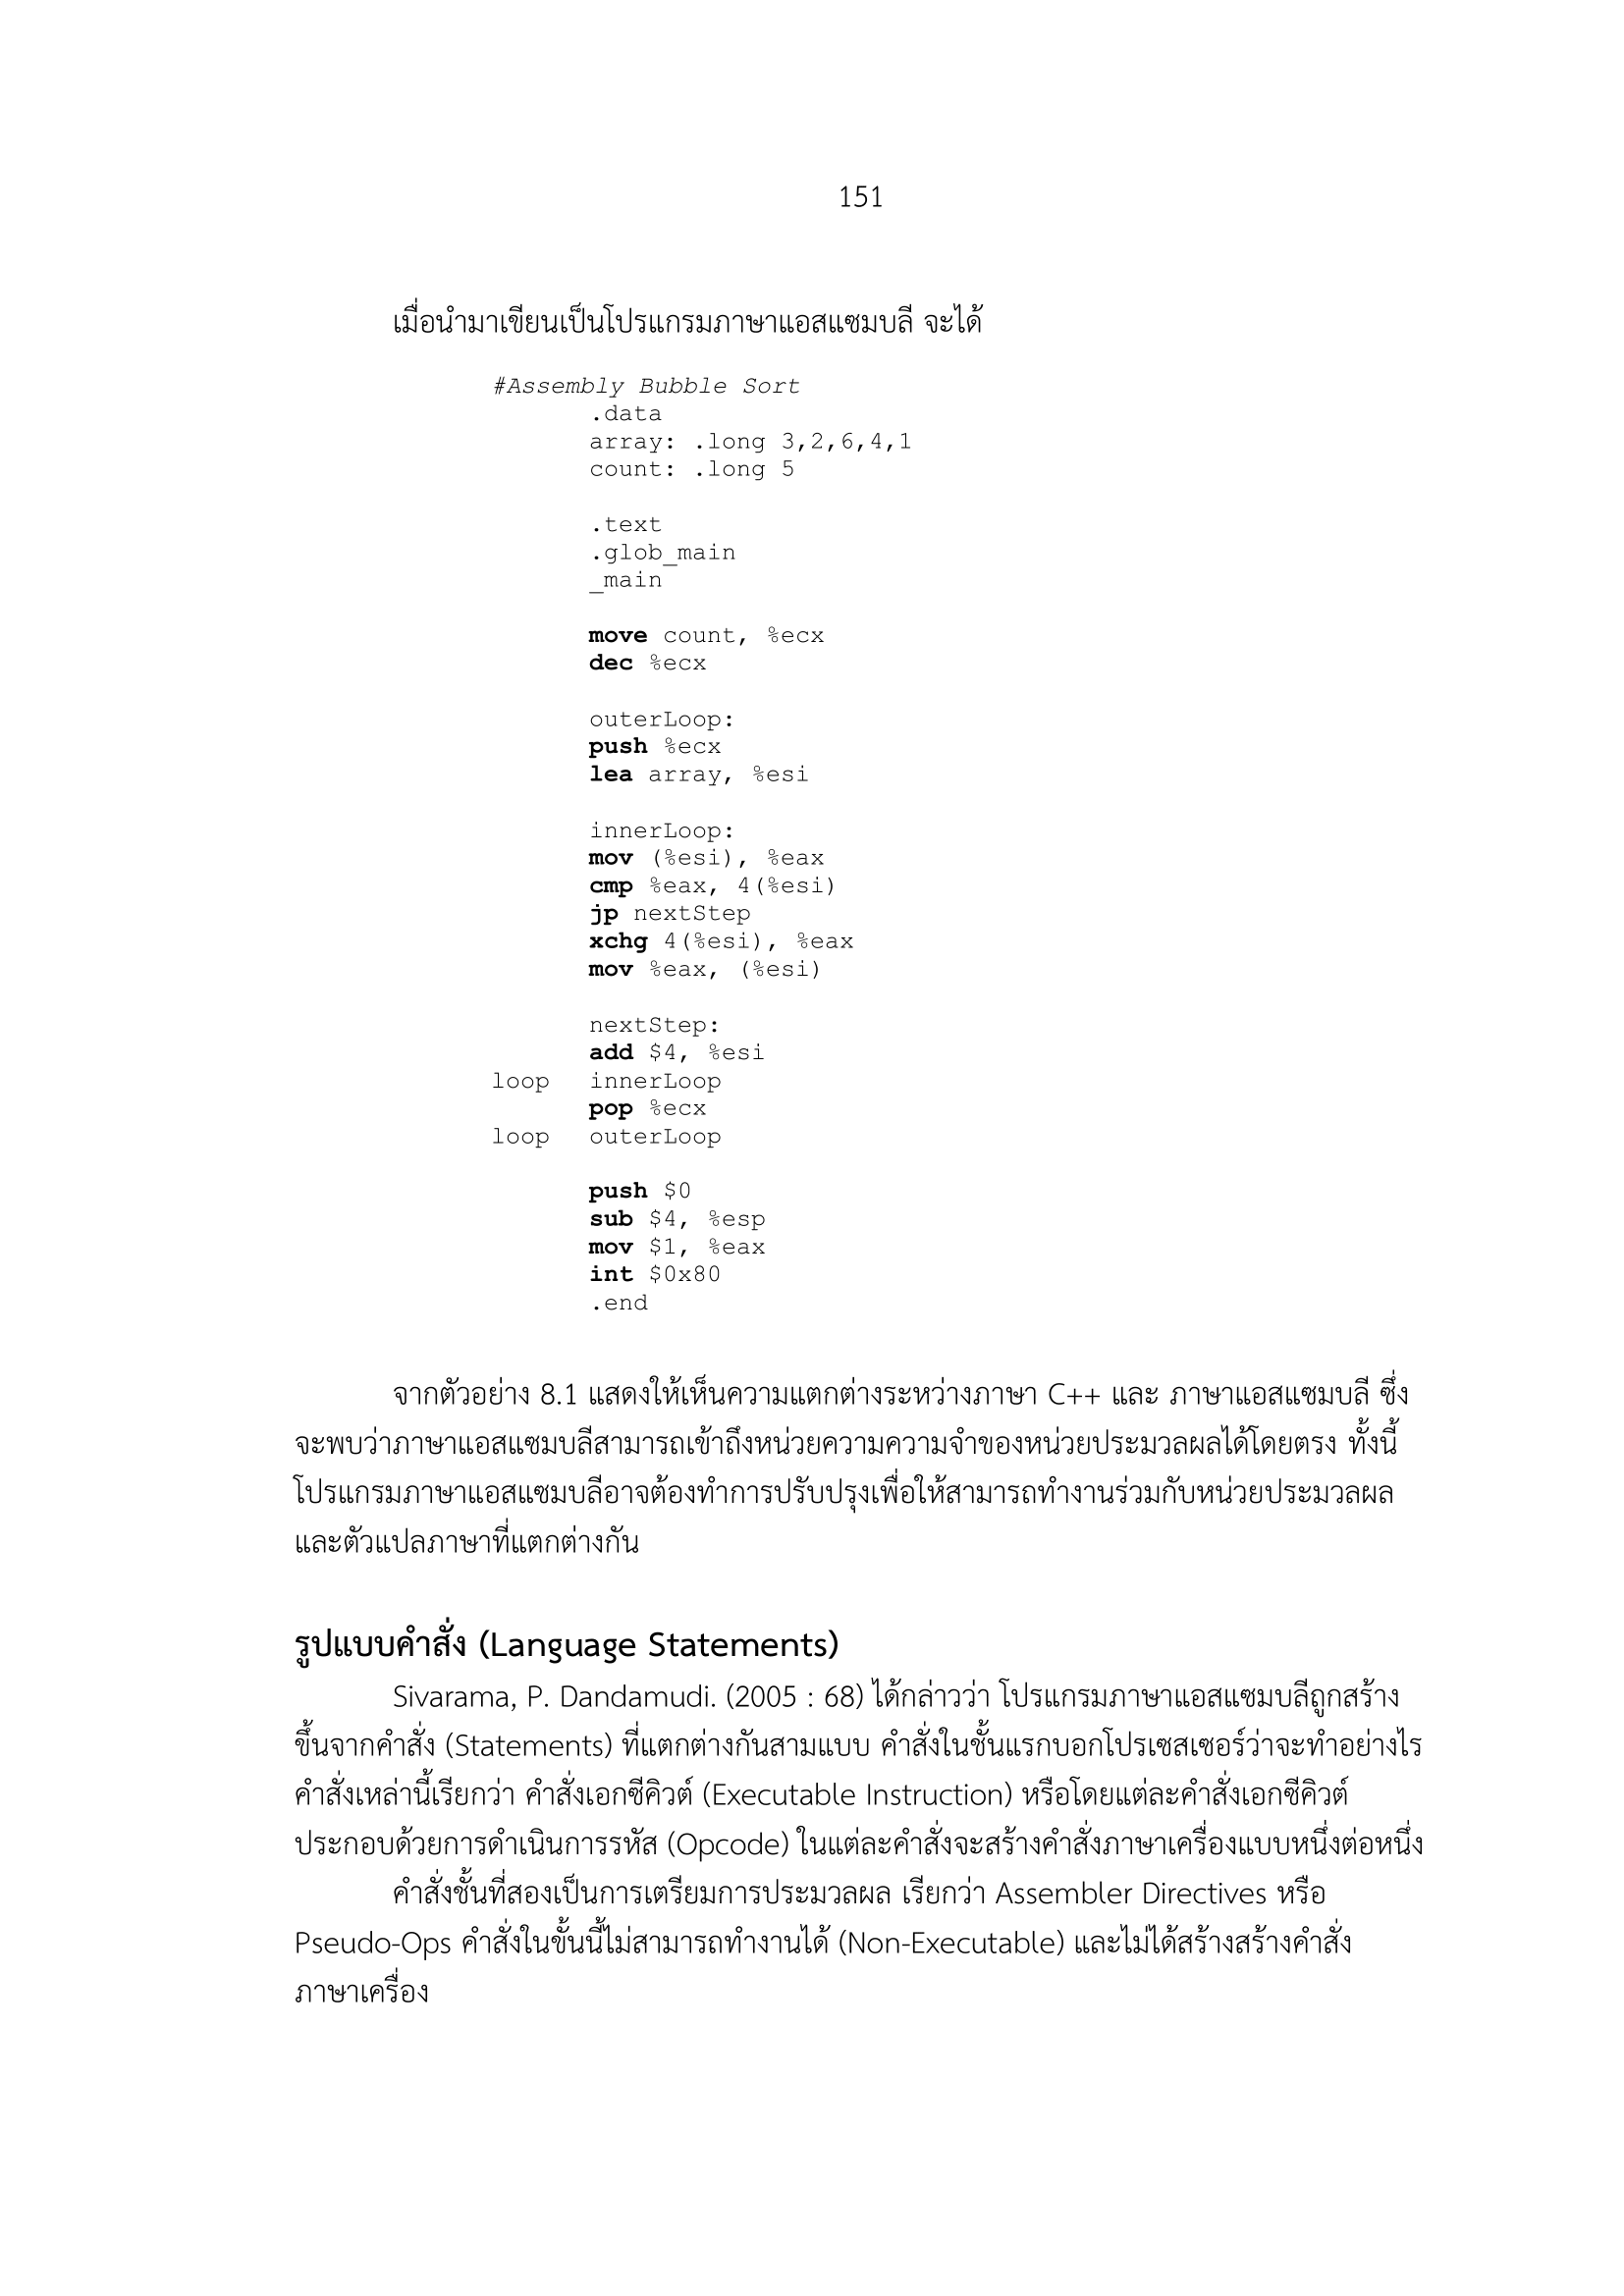 151
เมื่อนำมาเขียนเป็นโปรแกรมภาษาแอสแซมบลี จะได้
#Assembly Bubble Sort
.data
array: .long 3,2,6,4,1
count: .long 5
.text
.glob_main
_main
move count, %ecx
dec %ecx
outerLoop:
push %ecx
lea array, %esi
innerLoop:
mov (%esi), %eax
cmp %eax, 4(%esi)
jp nextStep
xchg 4(%esi), %eax
mov %eax, (%esi)
nextStep:
add $4, %esi
loop innerLoop
pop %ecx
loop outerLoop
push $0
sub $4, %esp
mov $1, %eax
int $0x80
.end
จากตัวอย่าง 8.1 แสดงให้เห็นความแตกต่างระหว่างภาษา C++ และ ภาษาแอสแซมบลี ซึ่ง
จะพบว่าภาษาแอสแซมบลีสามารถเข้าถึงหน่วยความความจำของหน่วยประมวลผลได้โดยตรง ทั้งนี้
โปรแกรมภาษาแอสแซมบลีอาจต้องทำการปรับปรุงเพื่อให้สามารถทำงานร่วมกับหน่วยประมวลผล
และตัวแปลภาษาที่แตกต่างกัน
รูปแบบคำสั่ง (Language Statements)
Sivarama, P. Dandamudi. (2005 : 68) ได้กล่าวว่า โปรแกรมภาษาแอสแซมบลีถูกสร้าง
ขึ้นจากคำสั่ง (Statements) ที่แตกต่างกันสามแบบ คำสั่งในชั้นแรกบอกโปรเซสเซอร์ว่าจะทำอย่างไร
คำสั่งเหล่านี้เรียกว่า คำสั่งเอกซีคิวต์ (Executable Instruction) หรือโดยแต่ละคำสั่งเอกซีคิวต์
ประกอบด้วยการดำเนินการรหัส (Opcode) ในแต่ละคำสั่งจะสร้างคำสั่งภาษาเครื่องแบบหนึ่งต่อหนึ่ง
คำสั่งชั้นที่สองเป็นการเตรียมการประมวลผล เรียกว่า Assembler Directives หรือ
Pseudo-Ops คำสั่งในขั้นนี้ไม่สามารถทำงานได้ (Non-Executable) และไม่ได้สร้างสร้างคำสั่ง
ภาษาเครื่อง